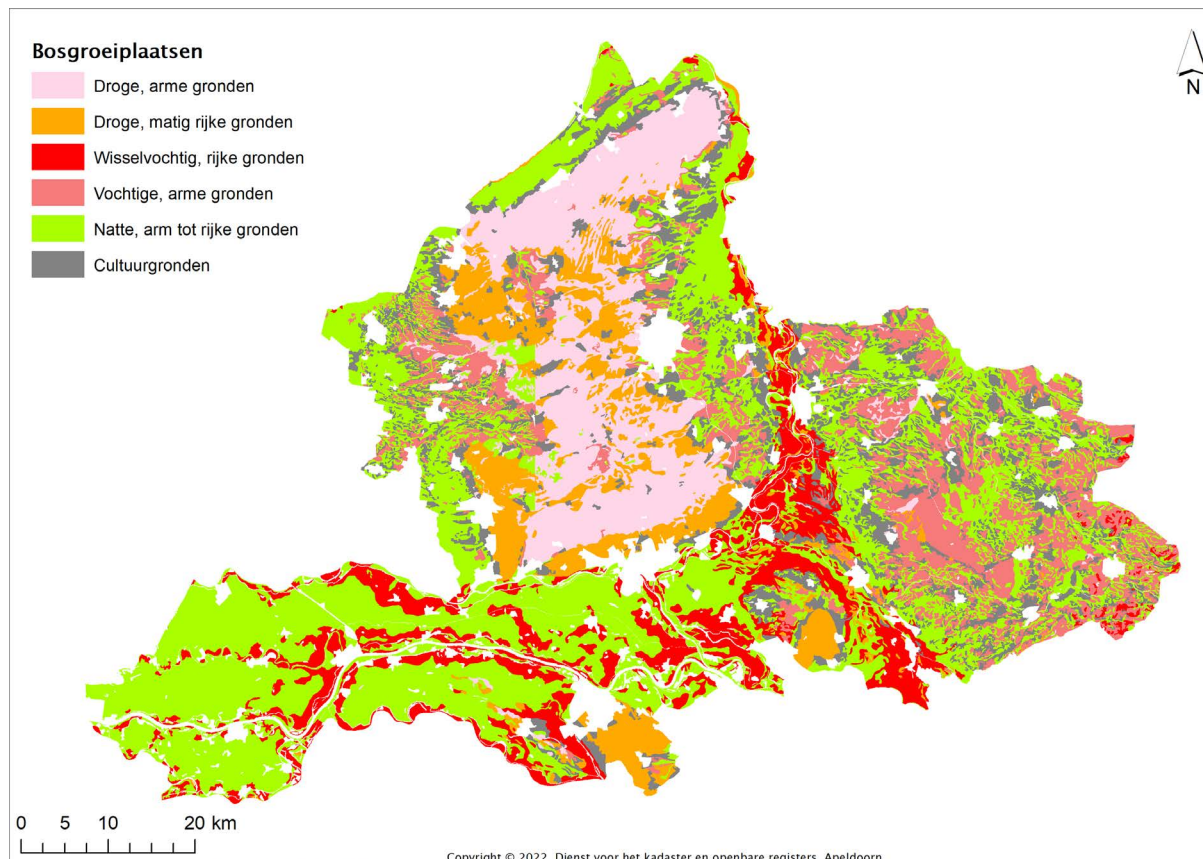 Bosgroeiplaatsen
Droge, arme gronden
Droge, matig rijke gronden
Wisselvochtig, rijke gronden
Vochtige, arme gronden
Natte, arm tot rijke gronden
Cultuurgronden
N
0 5 10 20 km
Copyright © 2022, Dienst voor het kadaster en openbare registers, Apeldoorn